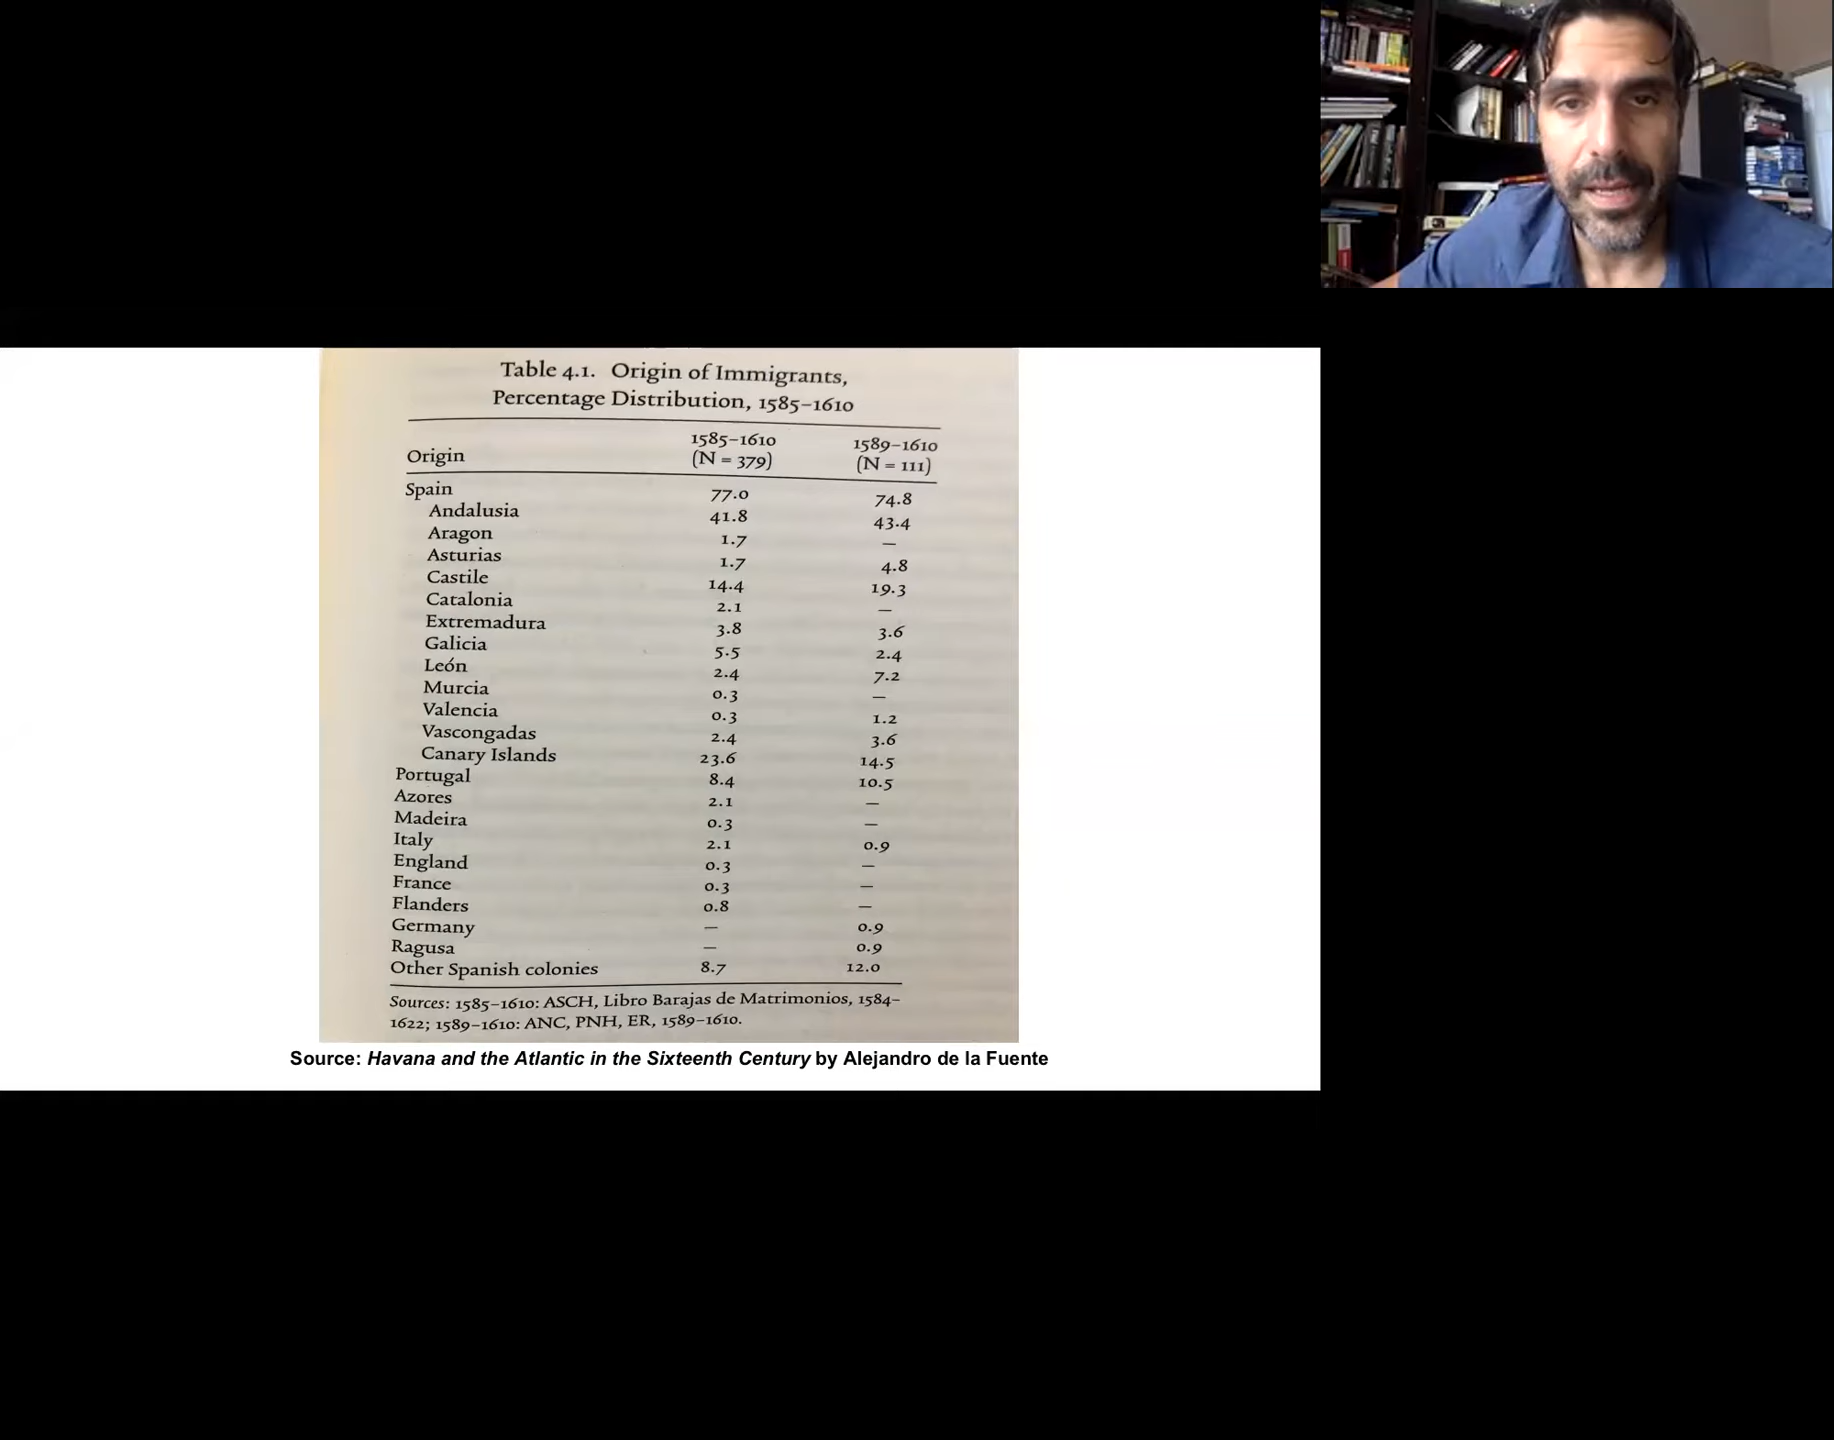 Table 4.1. Origin of Immigrants,
Percentage Distribution, 1585–1610
Origin 1585–1610 (N = 379) 1589–1610 (N = 111)
Spain 77.0 74.8
Andalusia 41.8 43.4
Aragon 1.7 —
Asturias 1.7 4.8
Castile 14.4 19.3
Catalonia 2.1 —
Extremadura 3.8 3.6
Galicia 5.5 2.4
León 2.4 7.2
Murcia 0.3 —
Valencia 0.3 1.2
Vascongadas 2.4 3.6
Canary Islands 23.6 14.5
Portugal 8.4 10.5
Azores 2.1 —
Madeira 0.3 —
Italy 2.1 0.9
England 0.3 —
France 0.3 —
Flanders 0.8 —
Germany — 0.9
Ragusa — 0.9
Other Spanish colonies 8.7 12.0
Sources: 1585–1610: ASCH, Libro Barajas de Matrimonios, 1584–
1622; 1589–1610: ANC, PNH, ER, 1589–1610.
Source: Havana and the Atlantic in the Sixteenth Century by Alejandro de la Fuente